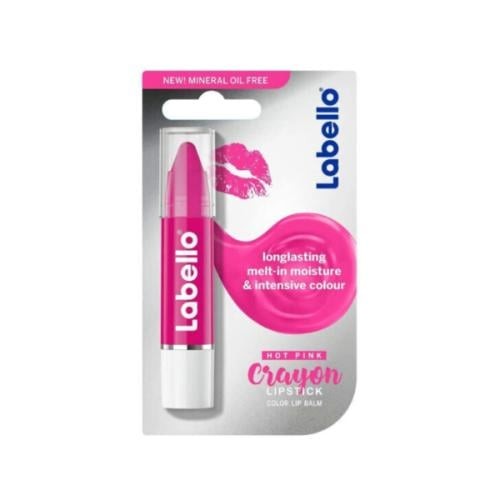 NEW! MINERAL OIL FREE
Labello®
Labello®
longlasting
melt-in moisture
& intensive colour
HOT PINK
Crayon
LIPSTICK
COLOR LIP BALM